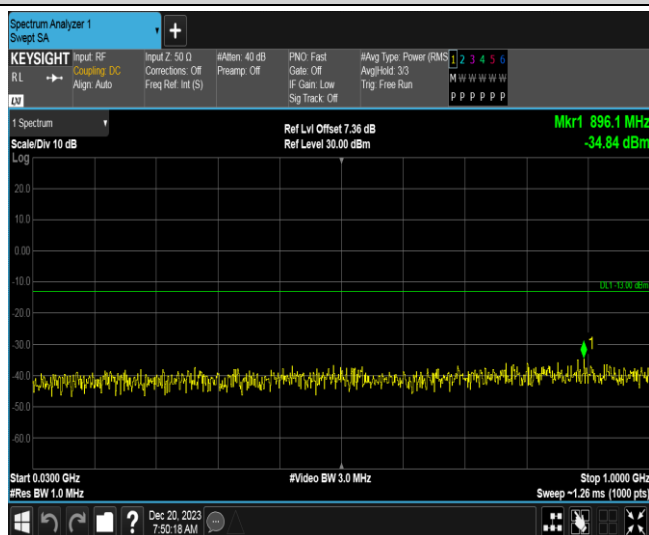 Spectrum Analyzer 1
Swept SA
+
KEYSIGHT
RL
LXI
Input: RF
Coupling: DC
Align: Auto
Input Z: 50 Ω
Corrections: Off
Freq Ref: Int (S)
#Atten: 40 dB
Preamp: Off
PNO: Fast
Gate: Off
IF Gain: Low
Sig Track: Off
#Avg Type: Power (RMS
Avg|Hold: 3/3
Trig: Free Run
1 2 3 4 5 6
M W W W W W
P P P P P P
1 Spectrum
Scale/Div 10 dB
Log
Ref Lvl Offset 7.36 dB
Ref Level 30.00 dBm
Mkr1 896.1 MHz
-34.84 dBm
20.0
10.0
0.00
-10.0
DL1 -13.00 dBm
-20.0
-30.0
1
-40.0
-50.0
-60.0
Start 0.0300 GHz
#Res BW 1.0 MHz
#Video BW 3.0 MHz
Stop 1.0000 GHz
Sweep ~1.26 ms (1000 pts)
?
Dec 20, 2023
7:50:18 AM